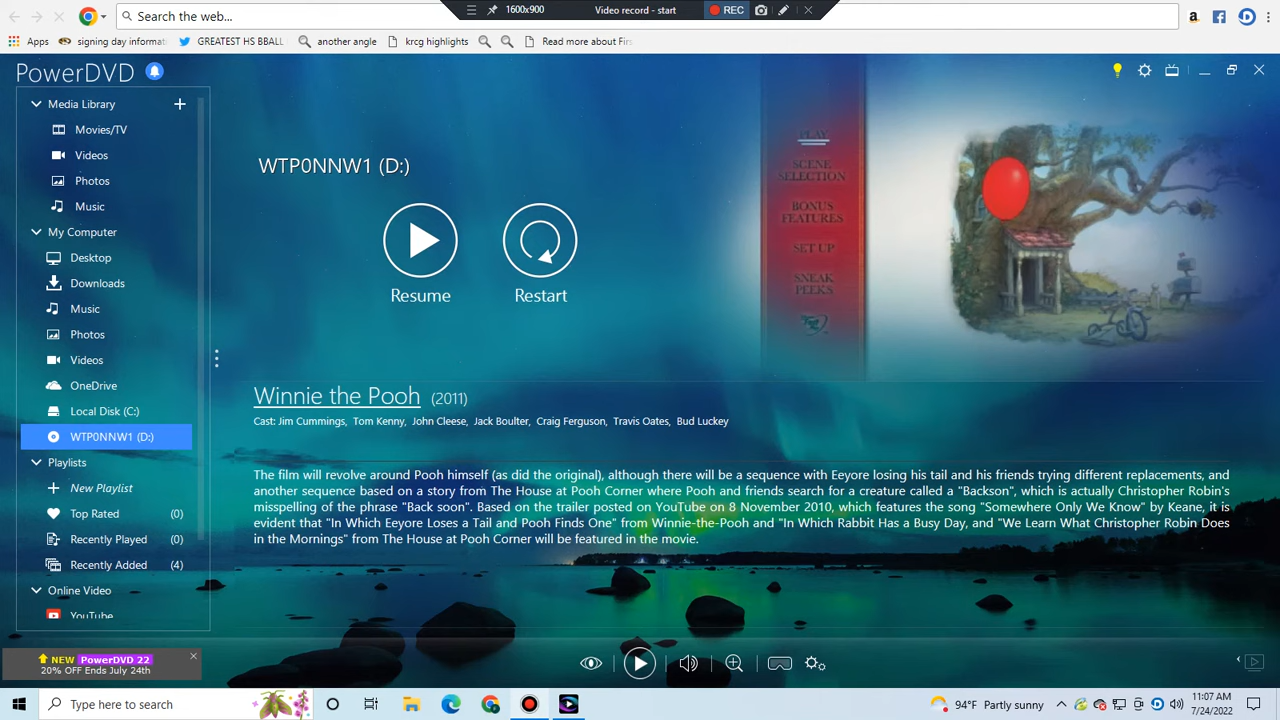 Search the web...
1600x900
Video record - start
REC
Apps
signing day informat
GREATEST HS BBALL
another angle
krcg highlights
Read more about Firs
PowerDVD
Media Library
Movies/TV
Videos
Photos
Music
My Computer
Desktop
Downloads
Music
Photos
Videos
OneDrive
Local Disk (C:)
WTP0NNW1 (D:)
Playlists
New Playlist
Top Rated (0)
Recently Played (0)
Recently Added (4)
Online Video
YouTube
NEW PowerDVD 22
20% OFF Ends July 24th
WTP0NNW1 (D:)
Resume
Restart
PLAY
SCENE
SELECTION
BONUS
FEATURES
SET UP
SNEAK
PEEKS
Winnie the Pooh (2011)
Cast: Jim Cummings, Tom Kenny, John Cleese, Jack Boulter, Craig Ferguson, Travis Oates, Bud Luckey
The film will revolve around Pooh himself (as did the original), although there will be a sequence with Eeyore losing his tail and his friends trying different replacements, and
another sequence based on a story from The House at Pooh Corner where Pooh and friends search for a creature called a "Backson", which is actually Christopher Robin's
misspelling of the phrase "Back soon". Based on the trailer posted on YouTube on 8 November 2010, which features the song "Somewhere Only We Know" by Keane, it is
evident that "In Which Eeyore Loses a Tail and Pooh Finds One" from Winnie-the-Pooh and "In Which Rabbit Has a Busy Day, and "We Learn What Christopher Robin Does
in the Mornings" from The House at Pooh Corner will be featured in the movie.
Type here to search
94°F Partly sunny
11:07 AM
7/24/2022